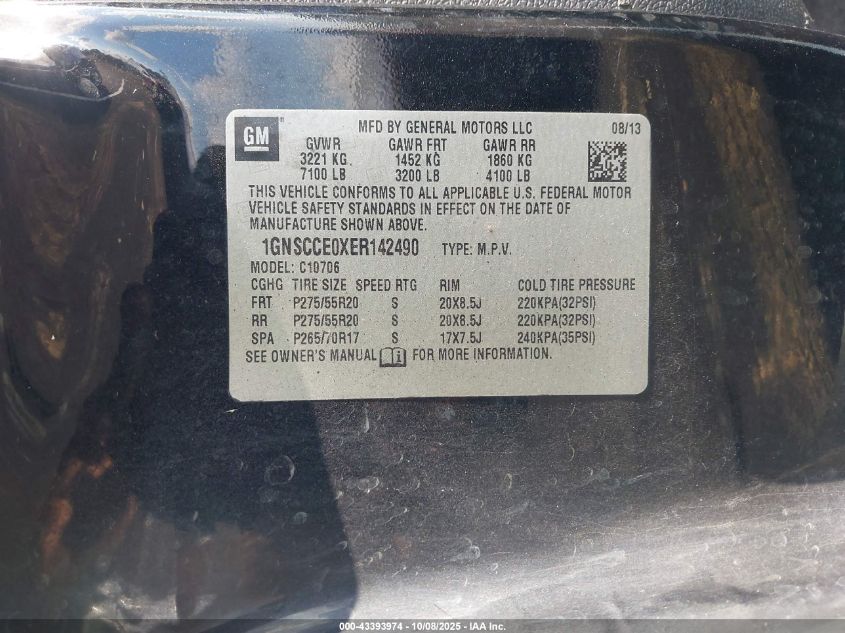 GM ®
MFD BY GENERAL MOTORS LLC 08/13
GVWR GAWR FRT GAWR RR
3221 KG 1452 KG 1860 KG
7100 LB 3200 LB 4100 LB
THIS VEHICLE CONFORMS TO ALL APPLICABLE U.S. FEDERAL MOTOR
VEHICLE SAFETY STANDARDS IN EFFECT ON THE DATE OF
MANUFACTURE SHOWN ABOVE.
1GNSCCE0XER142490 TYPE: M.P.V.
MODEL: C10706
CGHG TIRE SIZE SPEED RTG RIM COLD TIRE PRESSURE
FRT P275/55R20 S 20X8.5J 220KPA(32PSI)
RR P275/55R20 S 20X8.5J 220KPA(32PSI)
SPA P265/70R17 S 17X7.5J 240KPA(35PSI)
SEE OWNER'S MANUAL FOR MORE INFORMATION.
000-43393974 - 10/08/2025 - IAA Inc.